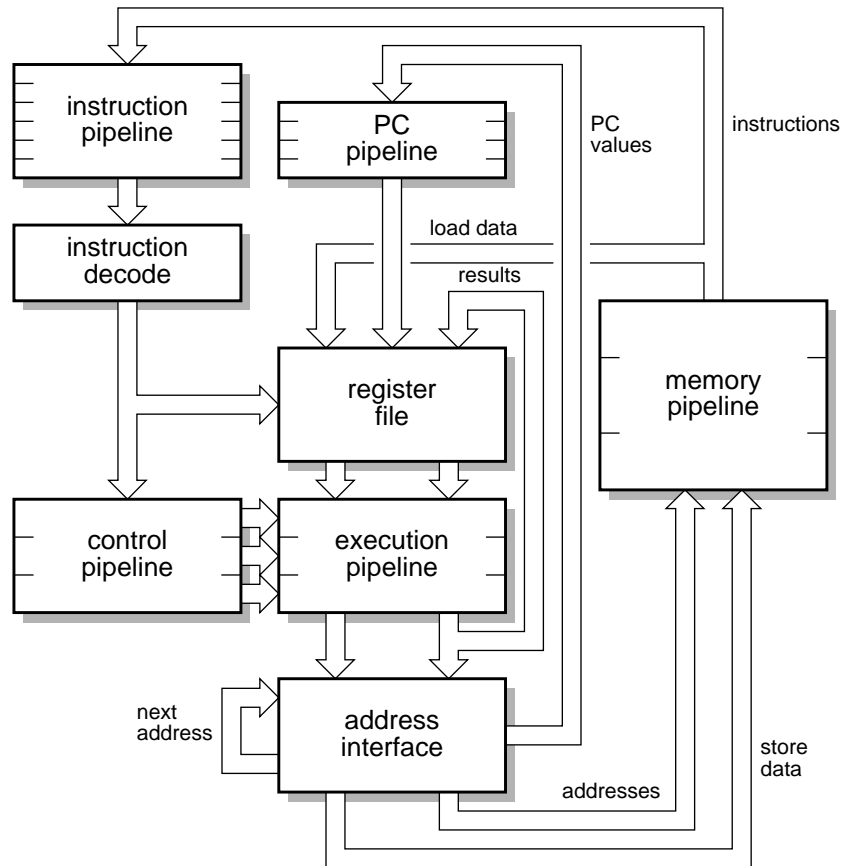 instruction
pipeline
PC
pipeline
PC
values
instructions
instruction
decode
load data
results
register
file
memory
pipeline
control
pipeline
execution
pipeline
next
address
address
interface
store
data
addresses